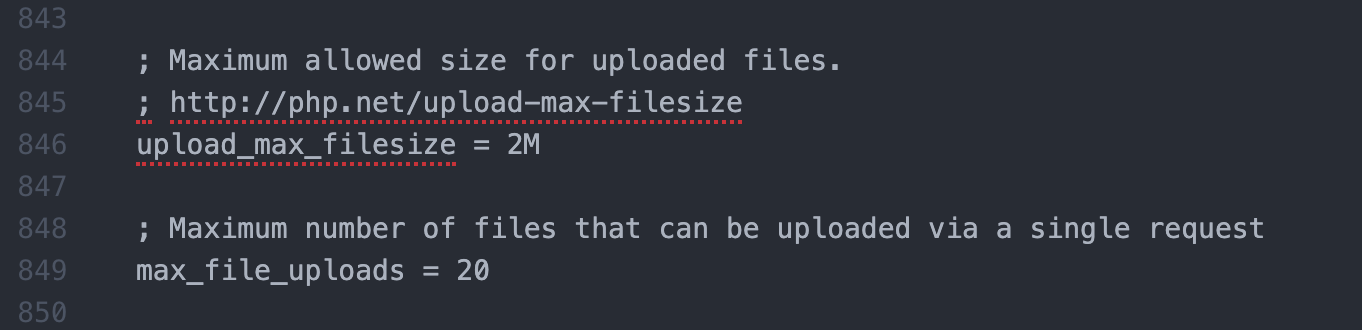 843
844 ; Maximum allowed size for uploaded files.
845 ; http://php.net/upload-max-filesize
846 upload_max_filesize = 2M
847
848 ; Maximum number of files that can be uploaded via a single request
849 max_file_uploads = 20
850